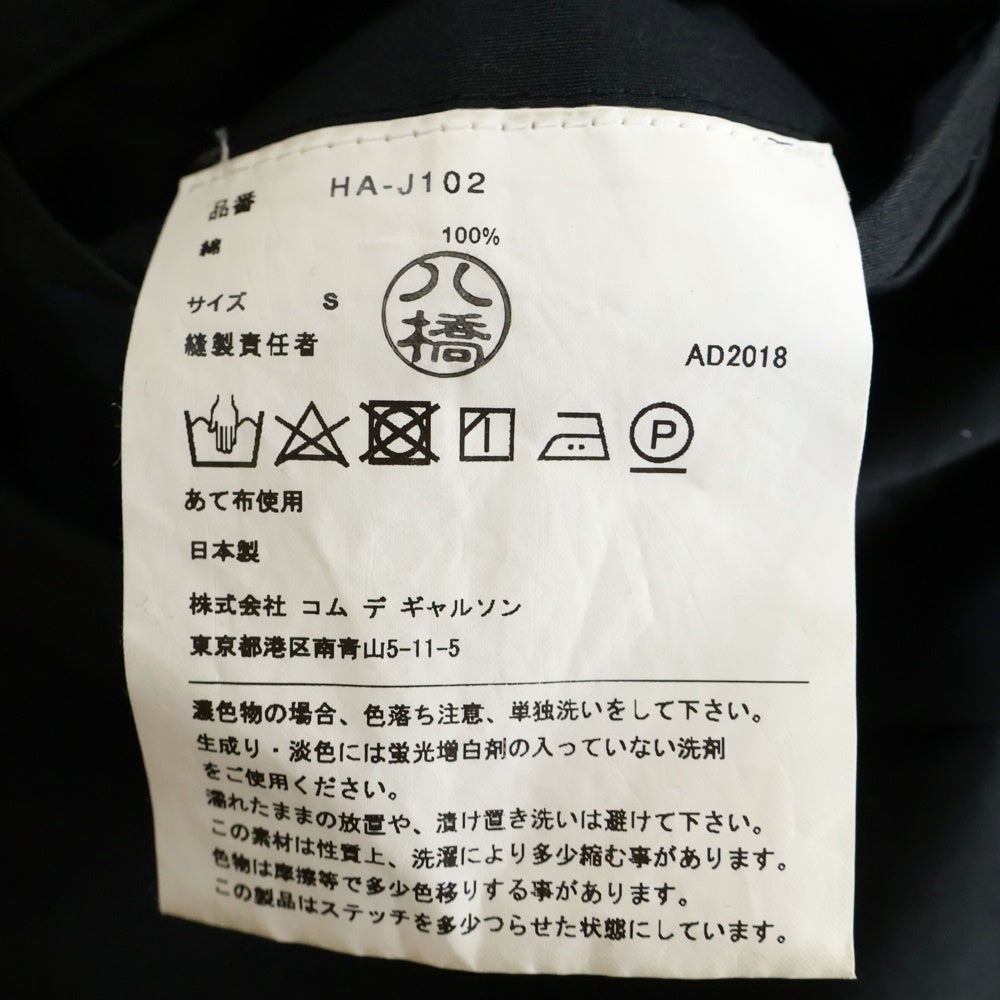 品番 HA-J102
綿 100%
サイズ S
八橋
縫製責任者
AD2018
P
あて布使用
日本製
株式会社 コム デ ギャルソン
東京都港区南青山5-11-5
濃色物の場合、色落ち注意、単独洗いをして下さい。
生成り・淡色には蛍光増白剤の入っていない洗剤
をご使用ください。
濡れたままの放置や、漬け置き洗いは避けて下さい。
この素材は性質上、洗濯により多少縮む事があります。
色物は摩擦等で多少色移りする事があります。
この製品はステッチを多少つらせた状態にしています。